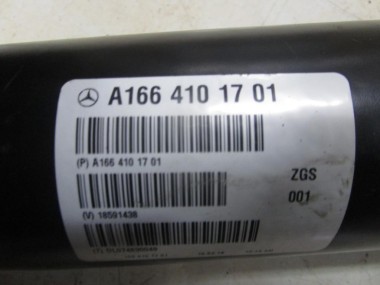 A166 410 17 01
(P) A166 410 17 01
ZGS
001
(V) 18591438